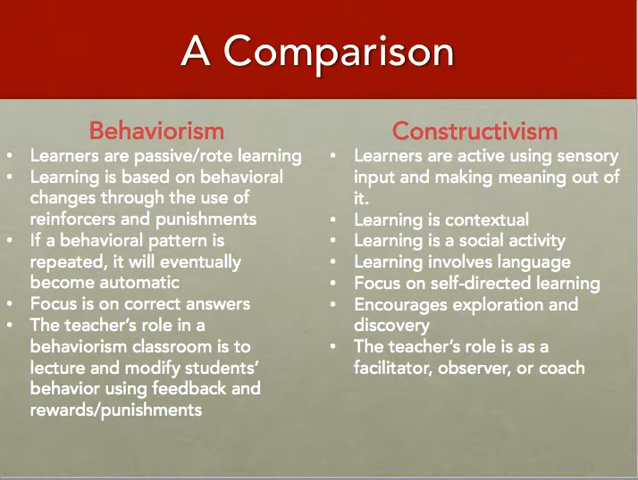 A Comparison
Behaviorism
• Learners are passive/rote learning
• Learning is based on behavioral
changes through the use of
reinforcers and punishments
• If a behavioral pattern is
repeated, it will eventually
become automatic
• Focus is on correct answers
• The teacher’s role in a
behaviorism classroom is to
lecture and modify students’
behavior using feedback and
rewards/punishments
Constructivism
• Learners are active using sensory
input and making meaning out of
it.
• Learning is contextual
• Learning is a social activity
• Learning involves language
• Focus on self-directed learning
• Encourages exploration and
discovery
• The teacher’s role is as a
facilitator, observer, or coach